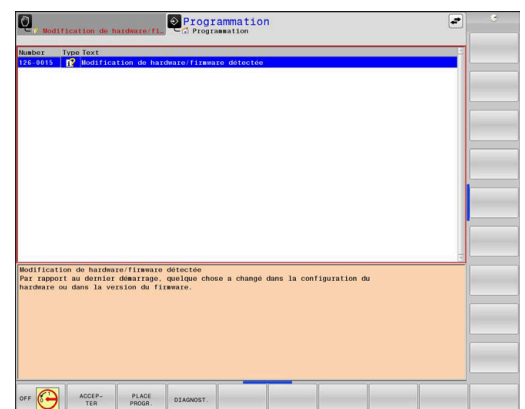 Programmation
Modification de hardware/fi…
Programmation
Number Type Text
126-0015 Modification de hardware/firmware détectée
Modification de hardware/firmware détectée
Par rapport au dernier démarrage, quelque chose a changé dans la configuration du
hardware ou dans la version du firmware.
OFF
ACCEP-
TER
PLACE
PROGR.
DIAGNOST.